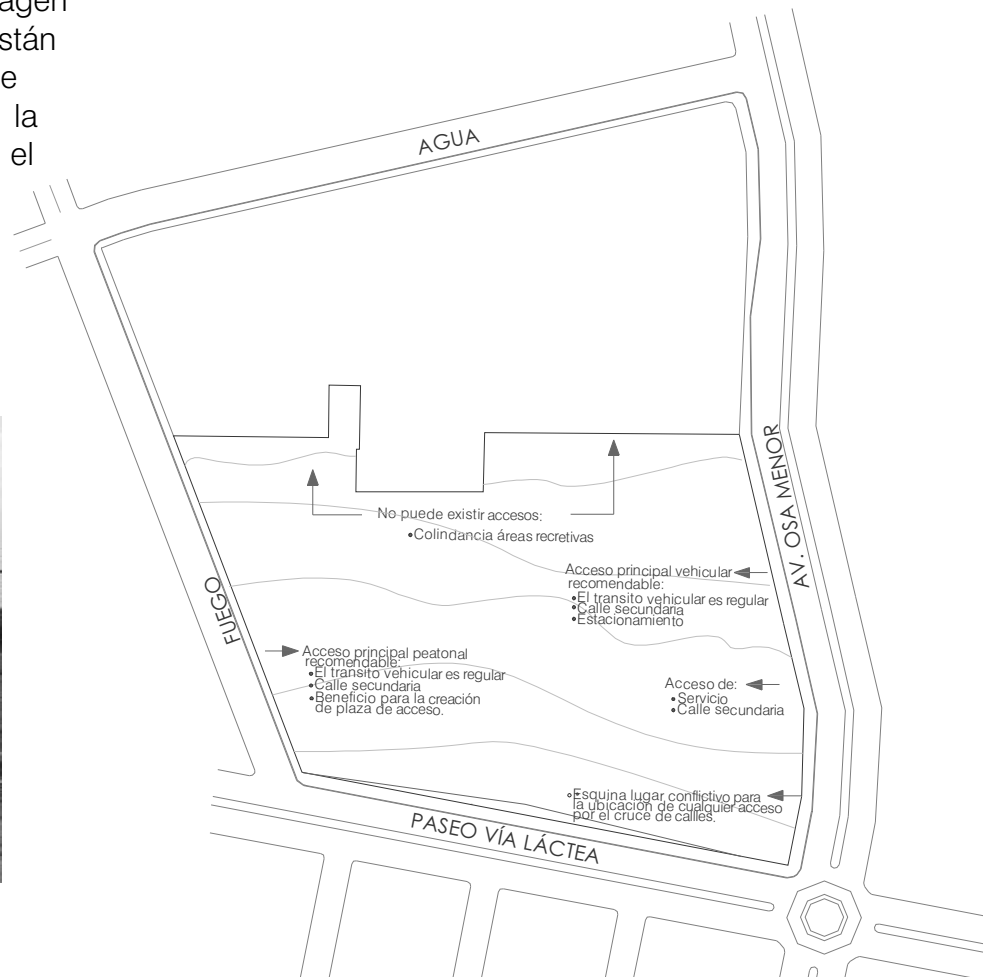 agen
stán
e
la
el
AGUA
No puede existir accesos:
•Colindancia áreas recretivas
AV. OSA MENOR
Acceso principal vehicular
recomendable:
•El transito vehicular es regular
•Calle secundaria
•Estacionamiento
FUEGO
Acceso principal peatonal
recomendable:
•El transito vehicular es regular
•Calle secundaria
•Beneficio para la creación
de plaza de acceso.
Acceso de:
•Servicio
•Calle secundaria
•Esquina lugar conflictivo para
la ubicación de cualquier acceso
por el cruce de callles.
PASEO VÍA LÁCTEA